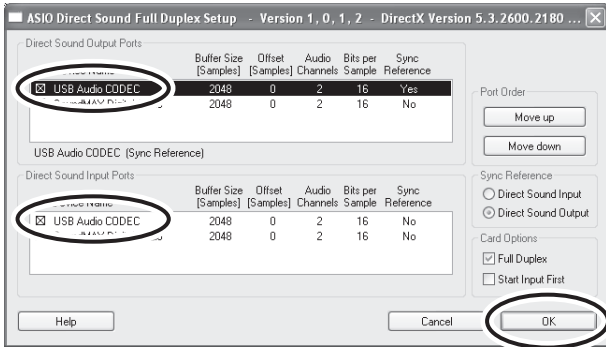 ASIO Direct Sound Full Duplex Setup - Version 1, 0, 1, 2 - DirectX Version 5.3.2600.2180 ...
Direct Sound Output Ports
Buffer Size Offset Audio Bits per Sync
Name [Samples] [Samples] Channels Sample Reference
USB Audio CODEC 2048 0 2 16 Yes
2048 0 2 16 No
USB Audio CODEC (Sync Reference)
Direct Sound Input Ports
Buffer Size Offset Audio Bits per Sync
Name [Samples] [Samples] Channels Sample Reference
USB Audio CODEC 2048 0 2 16 No
2048 0 2 16 No
Port Order
Move up
Move down
Sync Reference
Direct Sound Input
Direct Sound Output
Card Options
Full Duplex
Start Input First
Help Cancel OK